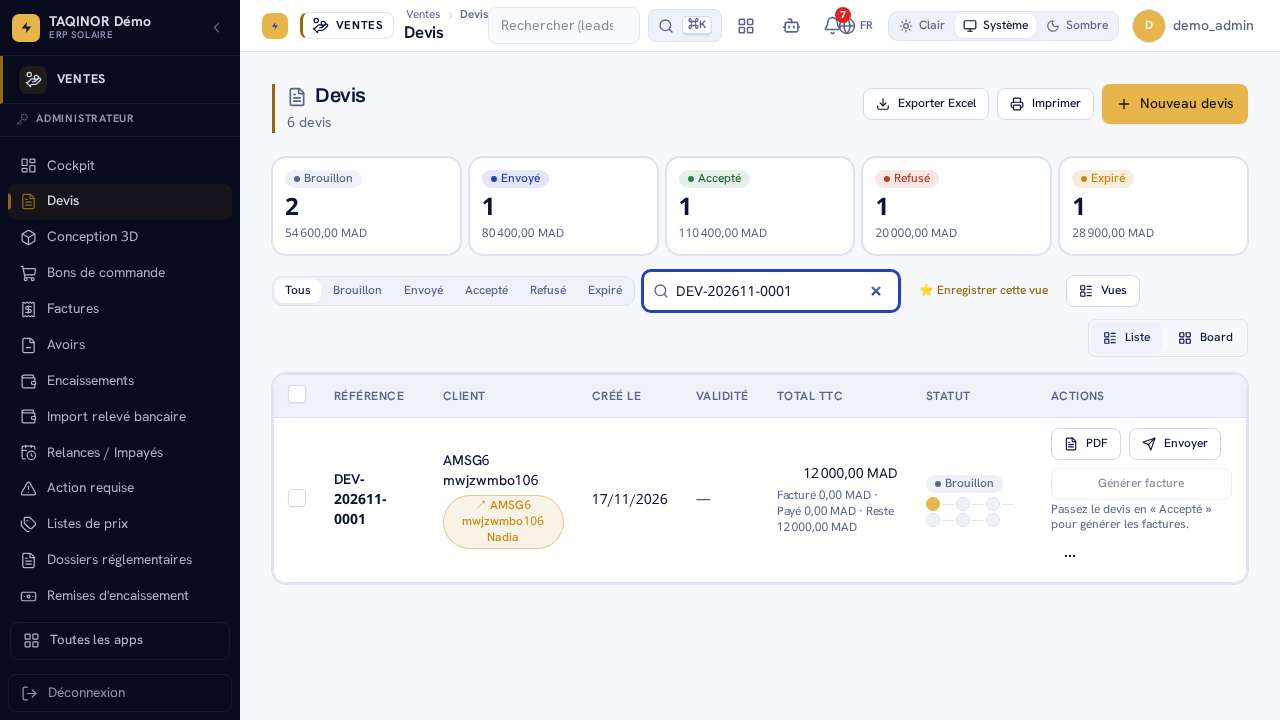 TAQINOR Démo
ERP SOLAIRE
VENTES
ADMINISTRATEUR
Cockpit
Devis
Conception 3D
Bons de commande
Factures
Avoirs
Encaissements
Import relevé bancaire
Relances / Impayés
Action requise
Listes de prix
Dossiers réglementaires
Remises d'encaissement
Toutes les apps
Déconnexion
VENTES
Ventes > Devis
Devis
Rechercher (leads
⌘K
7
FR
Clair
Système
Sombre
D
demo_admin
Devis
6 devis
Exporter Excel
Imprimer
Nouveau devis
Brouillon
2
54 600,00 MAD
Envoyé
1
80 400,00 MAD
Accepté
1
110 400,00 MAD
Refusé
1
20 000,00 MAD
Expiré
1
28 900,00 MAD
Tous
Brouillon
Envoyé
Accepté
Refusé
Expiré
DEV-202611-0001
⭐ Enregistrer cette vue
Vues
Liste
Board
RÉFÉRENCE
CLIENT
CRÉÉ LE
VALIDITÉ
TOTAL TTC
STATUT
ACTIONS
DEV-
202611-
0001
AMSG6
mwjzwmbo106
↗ AMSG6
mwjzwmbo106
Nadia
17/11/2026
—
12 000,00 MAD
Facturé 0,00 MAD ·
Payé 0,00 MAD · Reste
12 000,00 MAD
Brouillon
PDF
Envoyer
Générer facture
Passez le devis en « Accepté »
pour générer les factures.
...